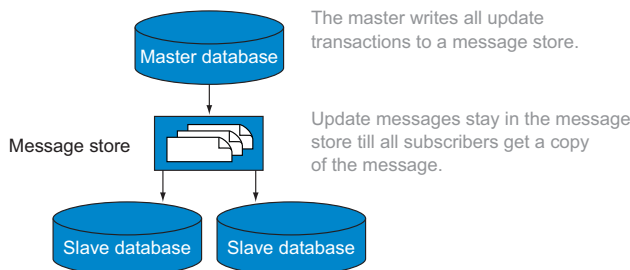 The master writes all update
transactions to a message store.
Master database
Update messages stay in the message
store till all subscribers get a copy
of the message.
Message store
Slave database
Slave database